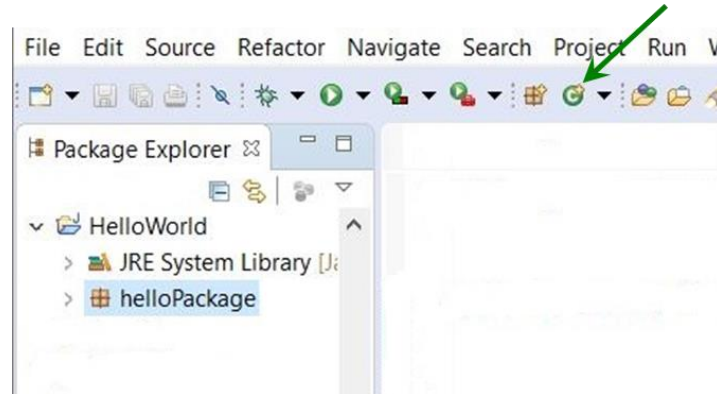 File Edit Source Refactor Navigate Search Project Run
Package Explorer
HelloWorld
JRE System Library
helloPackage